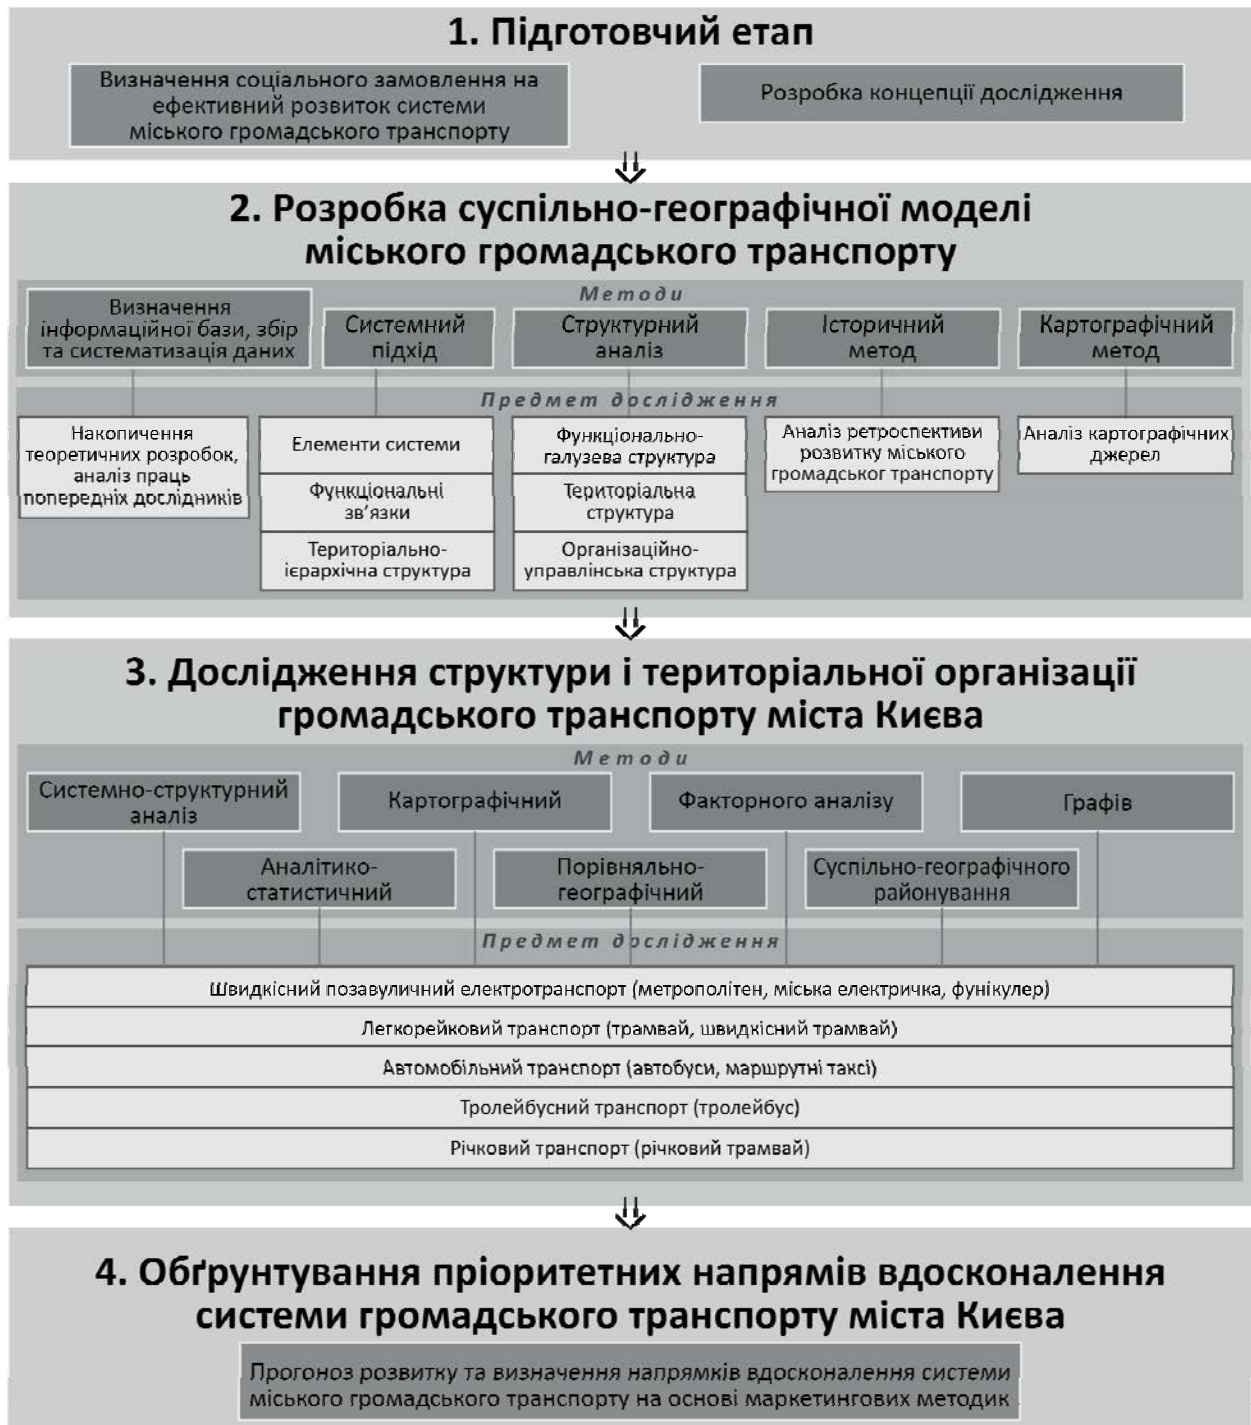 1. Підготовчий етап
Визначення соціального замовлення на
ефективний розвиток системи
міського громадського транспорту
Розробка концепції дослідження
2. Розробка суспільно-географічної моделі
міського громадського транспорту
Методи
Визначення
інформаційної бази, збір
та систематизація даних
Системний
підхід
Структурний
аналіз
Історичний
метод
Картографічний
метод
Предмет дослідження
Накопичення
теоретичних розробок,
аналіз праць
попередніх дослідників
Елементи системи
Функціональні
зв’язки
Територіально-
ієрархічна структура
Функціонально-
галузева структура
Територіальна
структура
Організаційно-
управлінська структура
Аналіз ретроспективи
розвитку міського
громадськог транспорту
Аналіз картографічних
джерел
3. Дослідження структури і територіальної організації
громадського транспорту міста Києва
Методи
Системно-структурний
аналіз
Картографічний
Факторного аналізу
Графів
Аналітико-
статистичний
Порівняльно-
географічний
Суспільно-географічного
районування
Предмет дослідження
Швидкісний позавуличний електротранспорт (метрополітен, міська електричка, фунікулер)
Легкорейковий транспорт (трамвай, швидкісний трамвай)
Автомобільний транспорт (автобуси, маршрутні таксі)
Тролейбусний транспорт (тролейбус)
Річковий транспорт (річковий трамвай)
4. Обґрунтування пріоритетних напрямів вдосконалення
системи громадського транспорту міста Києва
Прогоноз розвитку та визначення напрямків вдосконалення системи
міського громадського транспорту на основі маркетингових методик